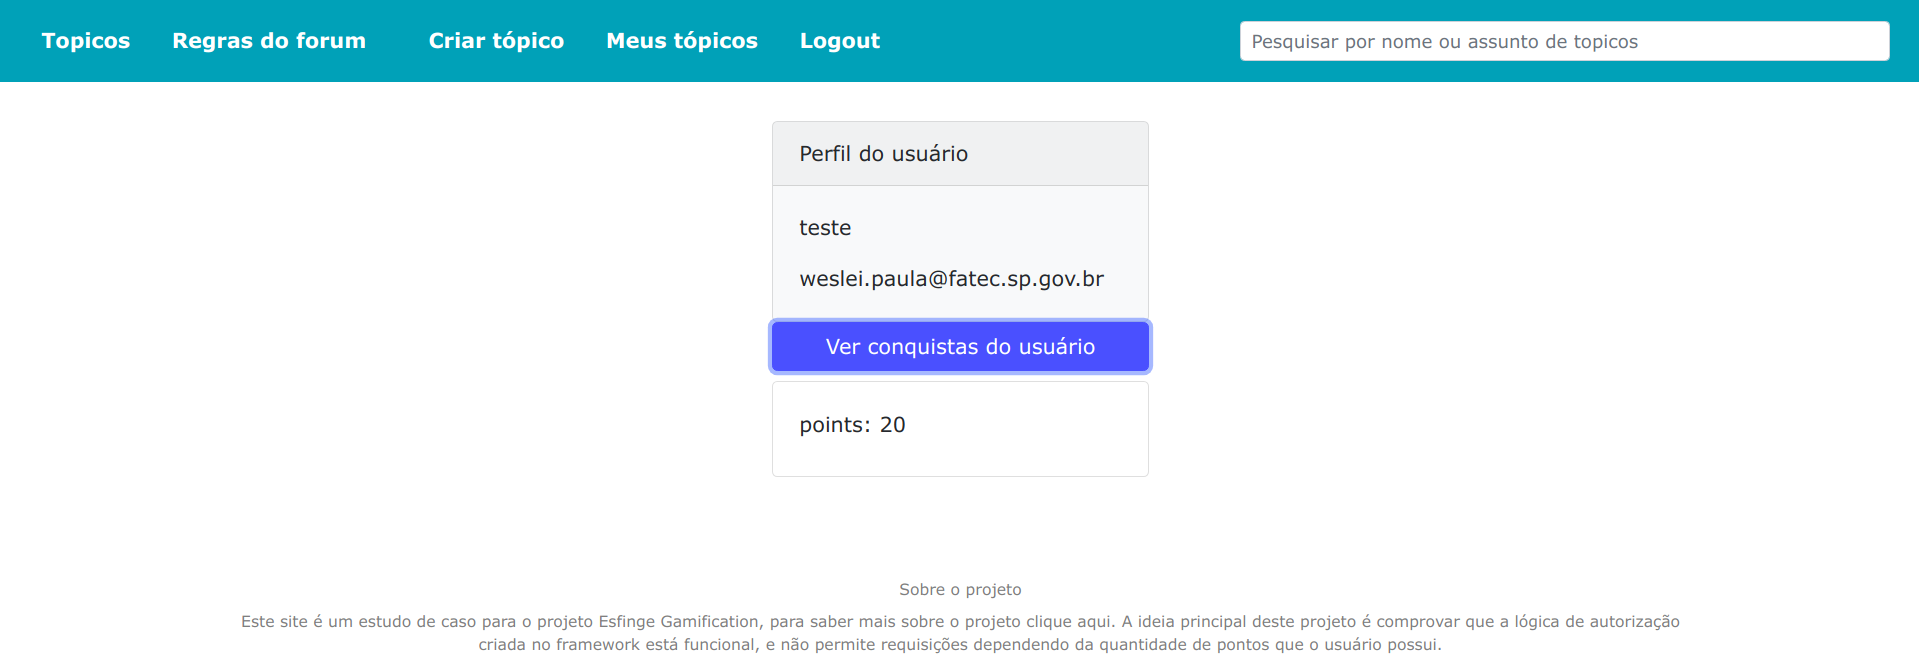 Topicos Regras do forum Criar tópico Meus tópicos Logout Pesquisar por nome ou assunto de topicos
Perfil do usuário
teste
weslei.paula@fatec.sp.gov.br
Ver conquistas do usuário
points: 20
Sobre o projeto
Este site é um estudo de caso para o projeto Esfinge Gamification, para saber mais sobre o projeto clique aqui. A ideia principal deste projeto é comprovar que a lógica de autorização
criada no framework está funcional, e não permite requisições dependendo da quantidade de pontos que o usuário possui.